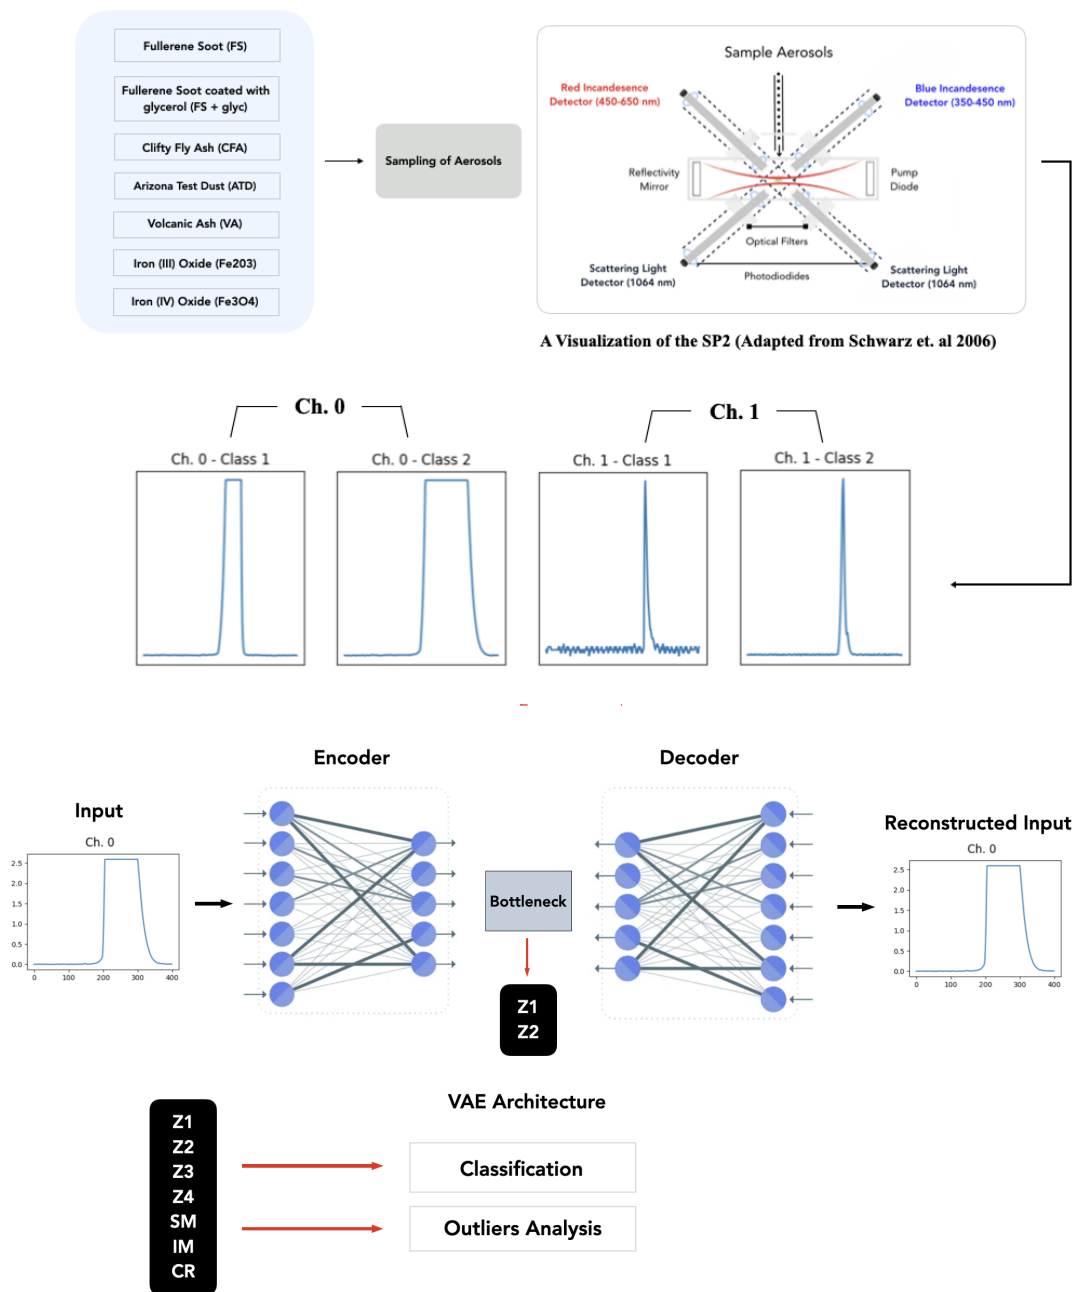 Fullerene Soot (FS)
Fullerene Soot coated with
glycerol (FS + glyc)
Clifty Fly Ash (CFA)
Arizona Test Dust (ATD)
Volcanic Ash (VA)
Iron (III) Oxide (Fe203)
Iron (IV) Oxide (Fe3O4)
Sampling of Aerosols
Sample Aerosols
Red Incandesence
Detector (450-650 nm)
Blue Incandesence
Detector (350-450 nm)
Reflectivity
Mirror
Pump
Diode
Optical Filters
Scattering Light
Detector (1064 nm)
Photodiodides
Scattering Light
Detector (1064 nm)
A Visualization of the SP2 (Adapted from Schwarz et. al 2006)
Ch. 0
Ch. 1
Ch. 0 - Class 1
Ch. 0 - Class 2
Ch. 1 - Class 1
Ch. 1 - Class 2
Encoder
Decoder
Input
Ch. 0
2.5
2.0
1.5
1.0
0.5
0.0
0 100 200 300 400
Bottleneck
Z1
Z2
Reconstructed Input
Ch. 0
2.5
2.0
1.5
1.0
0.5
0.0
0 100 200 300 400
VAE Architecture
Z1
Z2
Z3
Z4
SM
IM
CR
Classification
Outliers Analysis